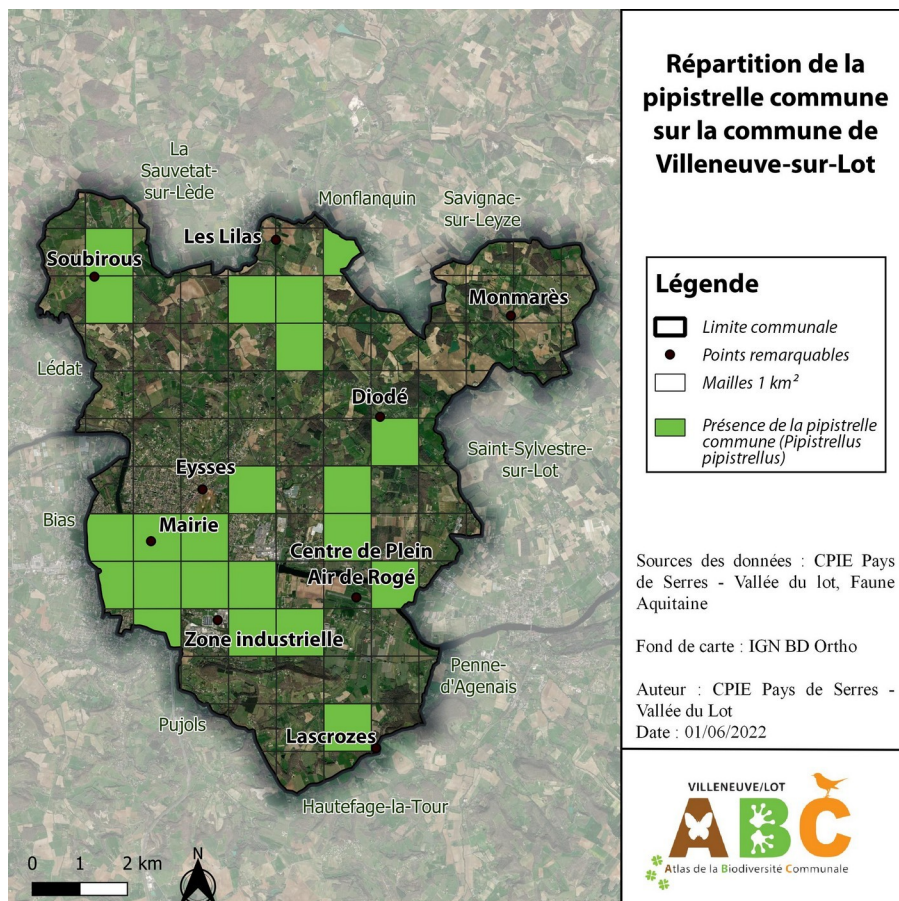 Répartition de la
pipistrelle commune
sur la commune de
Villeneuve-sur-Lot
La
Sauvetat-
sur-Lède
Monflanquin
Savignac-
sur-Leyze
Les Lilas
Soubirous
Monmarès
Lédat
Diodé
Saint-Sylvestre-
sur-Lot
Eysses
Bias
Mairie
Centre de Plein
Air de Rogé
Zone industrielle
Penne-
d'Agenais
Pujols
Lascrozes
Hautefage-la-Tour
0 1 2 km
N
Légende
Limite communale
Points remarquables
Mailles 1 km²
Présence de la pipistrelle
commune (Pipistrellus
pipistrellus)
Sources des données : CPIE Pays
de Serres - Vallée du lot, Faune
Aquitaine
Fond de carte : IGN BD Ortho
Auteur : CPIE Pays de Serres -
Vallée du Lot
Date : 01/06/2022
VILLENEUVE/LOT
ABC
Atlas de la Biodiversité Communale